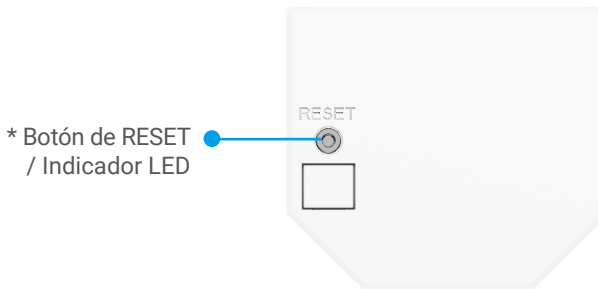 RESET
* Botón de RESET
/ Indicador LED